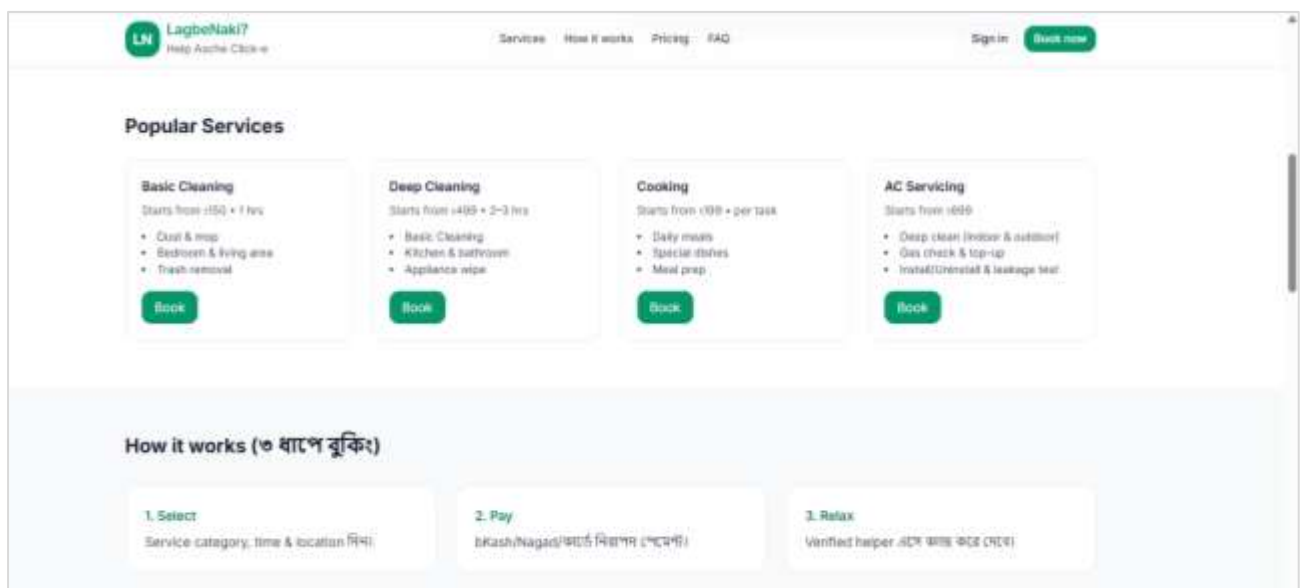 LN
LagbeNaki?
Help Asche Click-e
Services How it works Pricing FAQ
Sign in Book now
Popular Services
Basic Cleaning
Starts from ৳150 • 1 hrs
• Dust & mop
• Bedroom & living area
• Trash removal
Book
Deep Cleaning
Starts from ৳499 • 2–3 hrs
• Basic Cleaning
• Kitchen & bathroom
• Appliance wipe
Book
Cooking
Starts from ৳199 • per task
• Daily meals
• Special dishes
• Meal prep
Book
AC Servicing
Starts from ৳699
• Deep clean (indoor & outdoor)
• Gas check & top-up
• Install/Uninstall & leakage test
Book
How it works (৩ ধাপে বুকিং)
1. Select
Service category, time & location দিন।
2. Pay
bKash/Nagad/কার্ডে নিরাপদ পেমেন্ট।
3. Relax
Verified helper এসে কাজ করে দেবে।